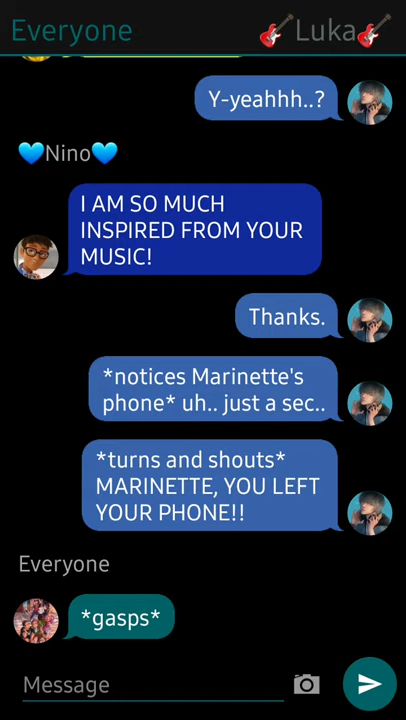 Everyone
🎸Luka🎸
Y-yeahhh..?
💙Nino💙
I AM SO MUCH
INSPIRED FROM YOUR
MUSIC!
Thanks.
*notices Marinette's
phone* uh.. just a sec..
*turns and shouts*
MARINETTE, YOU LEFT
YOUR PHONE!!
Everyone
*gasps*
Message